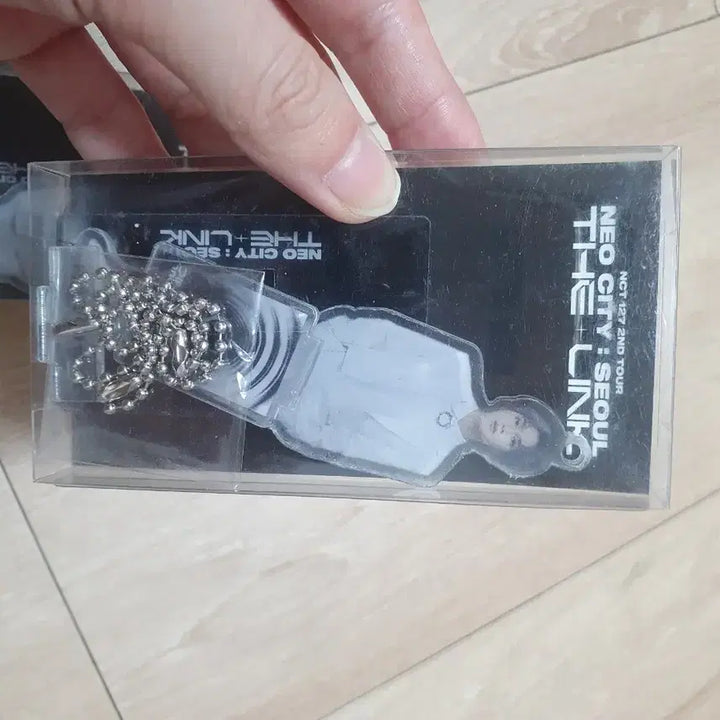 NCT 127 2ND TOUR
NEO CITY : SEOUL
THE + LINK
NEO CITY : SEOUL
THE + LINK